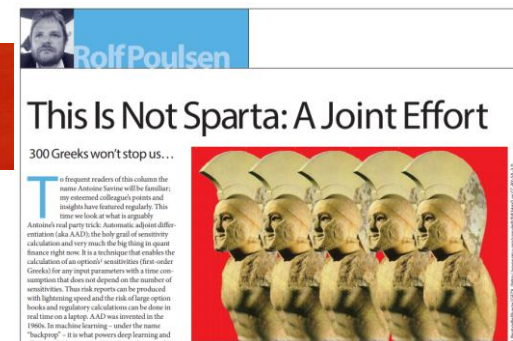 Rolf Poulsen
This Is Not Sparta: A Joint Effort
300 Greeks won't stop us…
To frequent readers of this column the
name Antoine Savine will be familiar;
my esteemed colleague's points and
insights have featured regularly. This
time we look at what is arguably
Antoine's real party trick: Automatic adjoint differ-
entiation (aka AAD); the holy grail of sensitivity
calculation and very much the big thing in quant
finance right now. It is a technique that enables the
calculation of an option's¹ sensitivities (first-order
Greeks) for any input parameters with a time con-
sumption that does not depend on the number of
sensitivities. Thus risk reports can be produced
with lightening speed and the risk of large option
books and regulatory calculations can be done in
real time on a laptop. AAD was invented in the
1960s. In machine learning – under the name
"backprop" – it is what powers deep learning and